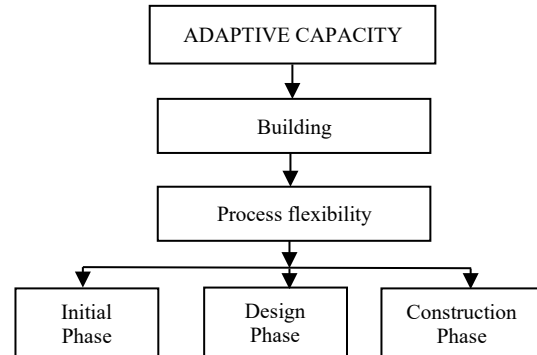 ADAPTIVE CAPACITY
Building
Process flexibility
Initial
Phase
Design
Phase
Construction
Phase